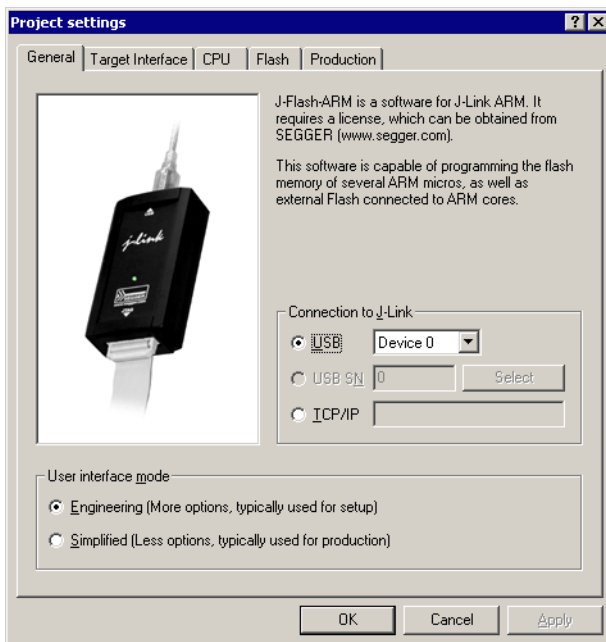 Project settings
General
Target Interface
CPU
Flash
Production
J-Flash-ARM is a software for J-Link ARM. It
requires a license, which can be obtained from
SEGGER (www.segger.com).
This software is capable of programming the flash
memory of several ARM micros, as well as
external Flash connected to ARM cores.
j-link
Connection to J-Link
USB
Device 0
USB SN
0
Select
TCP/IP
User interface mode
Engineering (More options, typically used for setup)
Simplified (Less options, typically used for production)
OK
Cancel
Apply